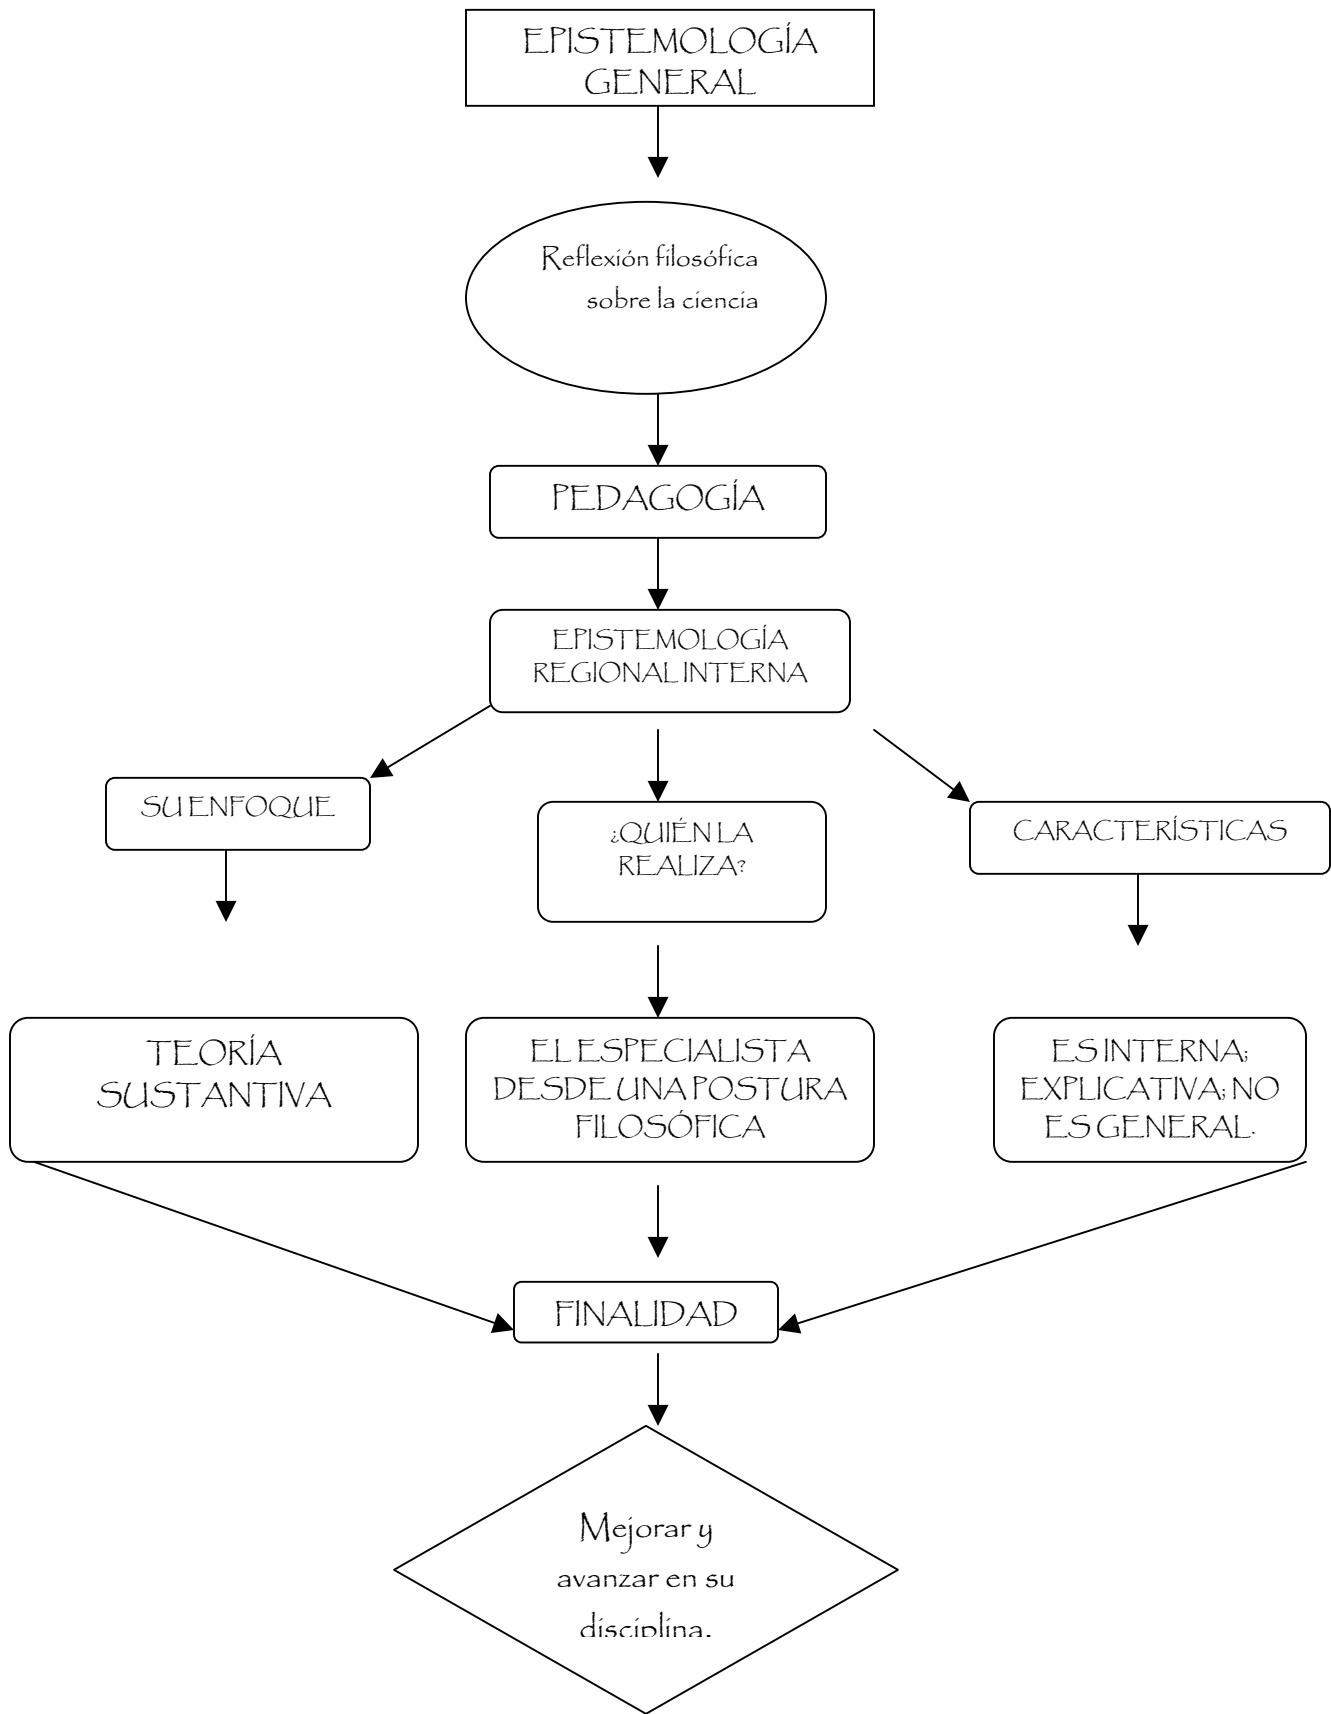 EPISTEMOLOGÍA
GENERAL
Reflexión filosófica
sobre la ciencia
PEDAGOGÍA
EPISTEMOLOGÍA
REGIONAL INTERNA
SU ENFOQUE
¿QUIÉN LA
REALIZA?
CARACTERÍSTICAS
TEORÍA
SUSTANTIVA
EL ESPECIALISTA
DESDE UNA POSTURA
FILOSÓFICA
ES INTERNA;
EXPLICATIVA; NO
ES GENERAL.
FINALIDAD
Mejorar y
avanzar en su
disciplina.